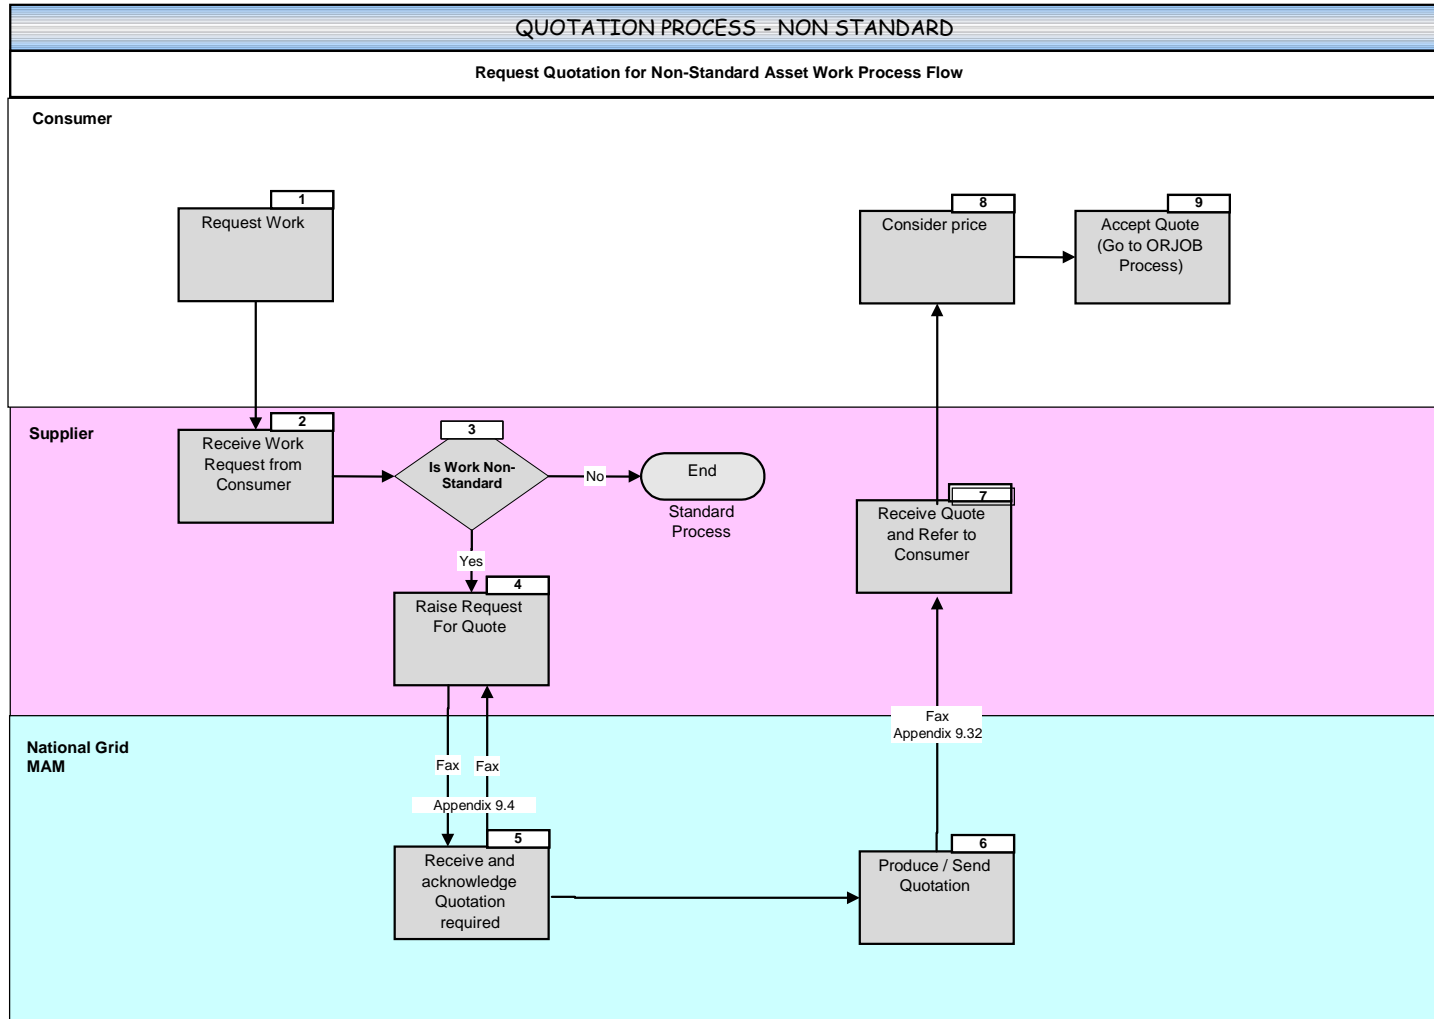 QUOTATION PROCESS - NON STANDARD
Request Quotation for Non-Standard Asset Work Process Flow
Consumer
1
Request Work
8
Consider price
9
Accept Quote
(Go to ORJOB
Process)
Supplier
2
Receive Work
Request from
Consumer
3
Is Work Non-
Standard
No
End
Standard
Process
Yes
4
Raise Request
For Quote
7
Receive Quote
and Refer to
Consumer
National Grid
MAM
Fax
Fax
Appendix 9.4
Fax
Appendix 9.32
5
Receive and
acknowledge
Quotation
required
6
Produce / Send
Quotation